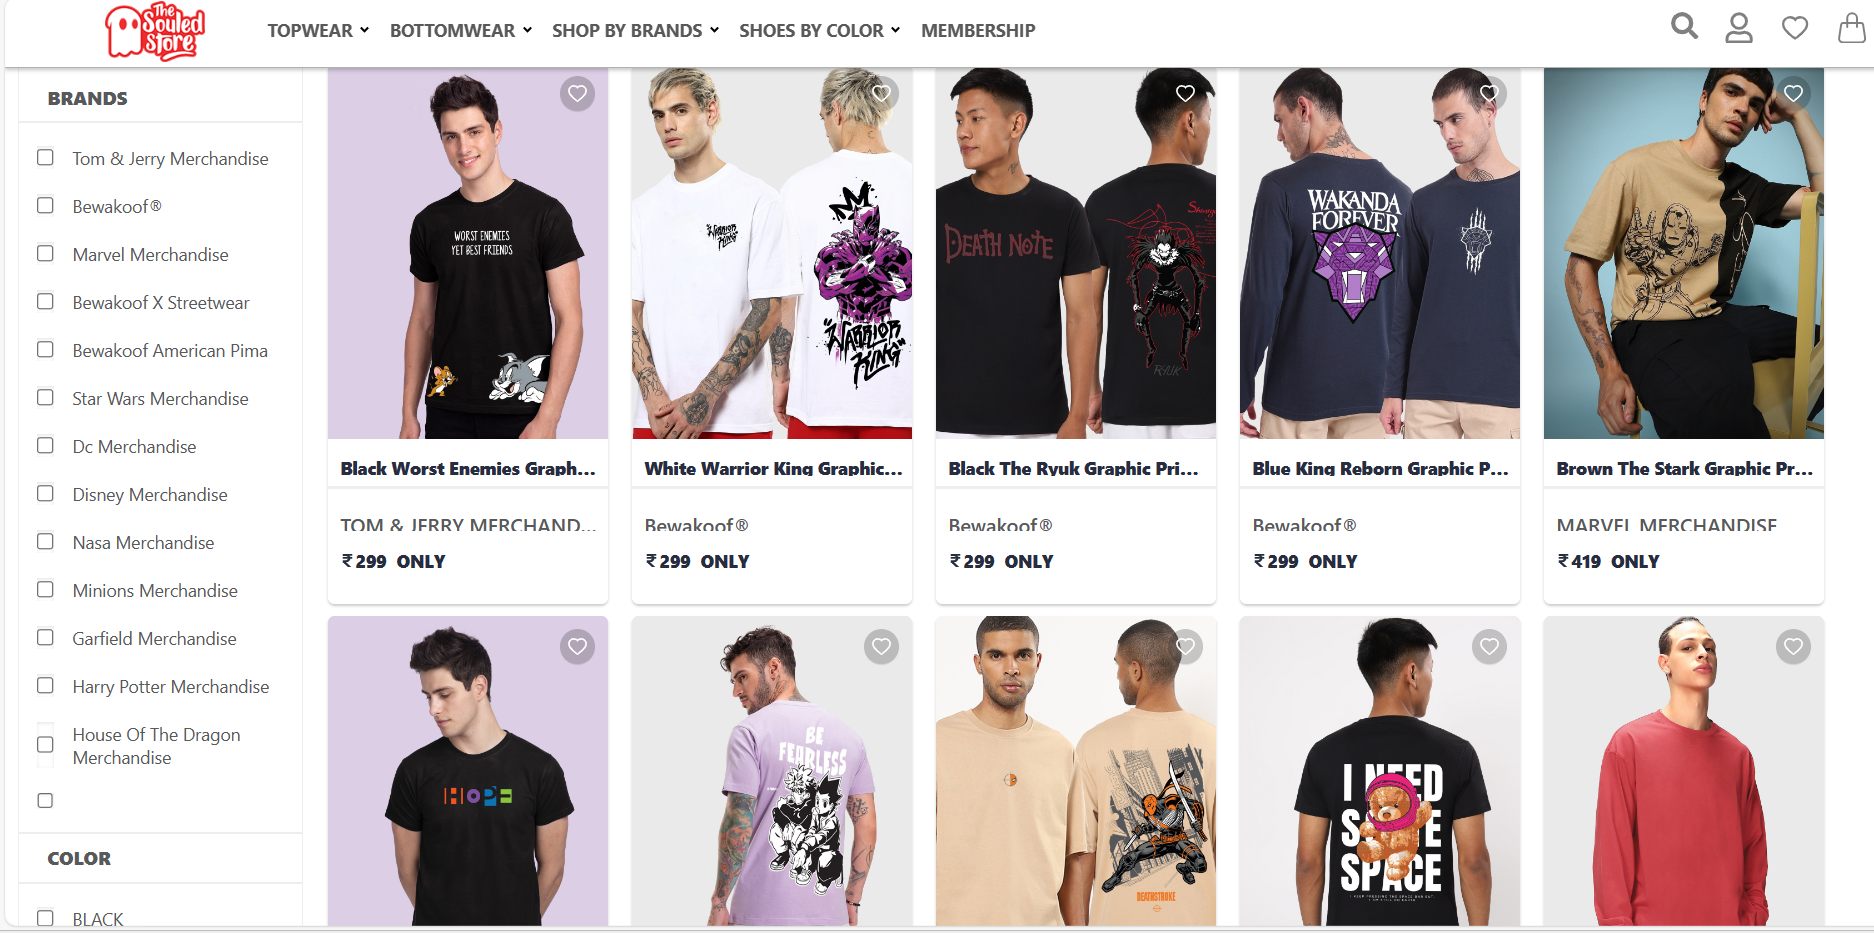 The
Souled
Store
TOPWEAR
BOTTOMWEAR
SHOP BY BRANDS
SHOES BY COLOR
MEMBERSHIP
BRANDS
Tom & Jerry Merchandise
Bewakoof®
Marvel Merchandise
Bewakoof X Streetwear
Bewakoof American Pima
Star Wars Merchandise
Dc Merchandise
Disney Merchandise
Nasa Merchandise
Minions Merchandise
Garfield Merchandise
Harry Potter Merchandise
House Of The Dragon
Merchandise
COLOR
BLACK
WORST ENEMIES
YET BEST FRIENDS
Black Worst Enemies Graph...
TOM & JERRY MERCHAND...
₹299 ONLY
Warrior
King
"WARRIOR
KING"
White Warrior King Graphic...
Bewakoof®
₹299 ONLY
DEATH NOTE
RYUK
Black The Ryuk Graphic Pri...
Bewakoof®
₹299 ONLY
WAKANDA
FOREVER
Blue King Reborn Graphic P...
Bewakoof®
₹299 ONLY
Brown The Stark Graphic Pr...
MARVEL MERCHANDISE
₹419 ONLY
HOPE
BE
FEARLESS
DEATHSTROKE
I NEED
SPACE